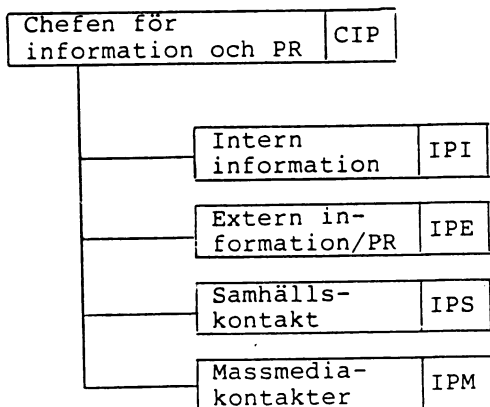 Chefen för
information och PR CIP
Intern
information IPI
Extern in-
formation/PR IPE
Samhälls-
kontakt IPS
Massmedia-
kontakter IPM